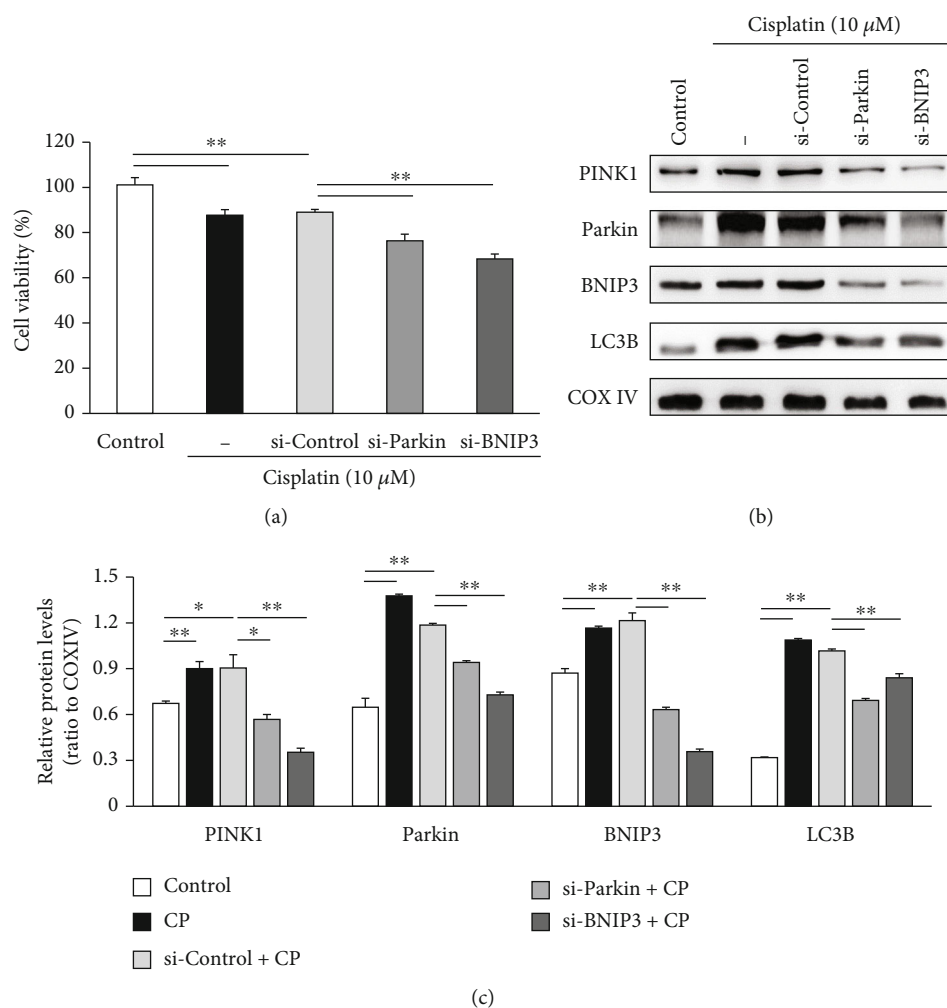 120
100
80
60
40
20
0
Cell viability (%)
**
**
Control
–
si-Control
si-Parkin
si-BNIP3
Cisplatin (10 μM)
(a)
Cisplatin (10 μM)
Control
–
si-Control
si-Parkin
si-BNIP3
PINK1
Parkin
BNIP3
LC3B
COX IV
(b)
1.5
1.2
0.9
0.6
0.3
0
Relative protein levels
(ratio to COXIV)
*
**
**
*
**
**
**
**
**
**
PINK1
Parkin
BNIP3
LC3B
Control
CP
si-Control + CP
si-Parkin + CP
si-BNIP3 + CP
(c)